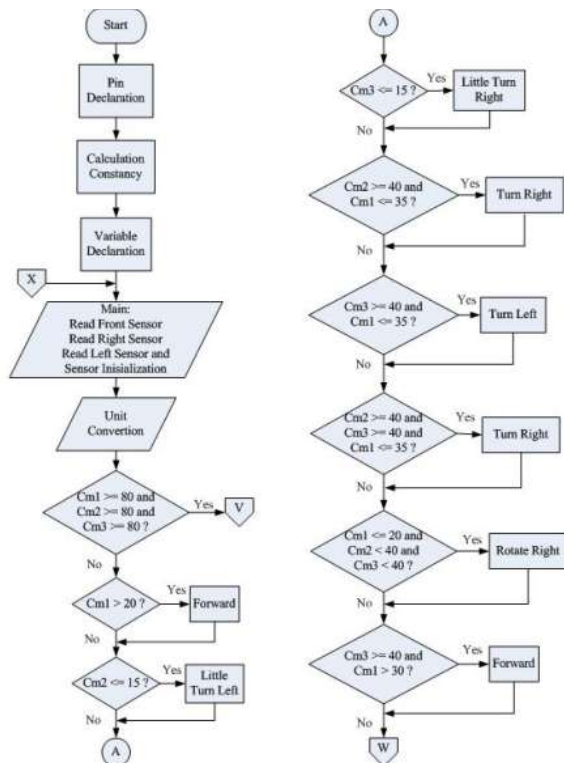 Start
Pin
Declaration
Calculation
Constancy
Variable
Declaration
X
Main:
Read Front Sensor
Read Right Sensor
Read Left Sensor and
Sensor Inisialization
Unit
Convertion
Cm1 >= 80 and
Cm2 >= 80 and
Cm3 >= 80 ?
Yes
V
No
Cm1 > 20 ?
Yes
Forward
No
Cm2 <= 15 ?
Yes
Little
Turn Left
No
A
A
Cm3 <= 15 ?
Yes
Little Turn
Right
No
Cm2 >= 40 and
Cm1 <= 35 ?
Yes
Turn Right
No
Cm3 >= 40 and
Cm1 <= 35 ?
Yes
Turn Left
No
Cm2 >= 40 and
Cm3 >= 40 and
Cm1 <= 35 ?
Yes
Turn Right
No
Cm1 <= 20 and
Cm2 < 40 and
Cm3 < 40 ?
Yes
Rotate Right
No
Cm3 >= 40 and
Cm1 > 30 ?
Yes
Forward
No
W